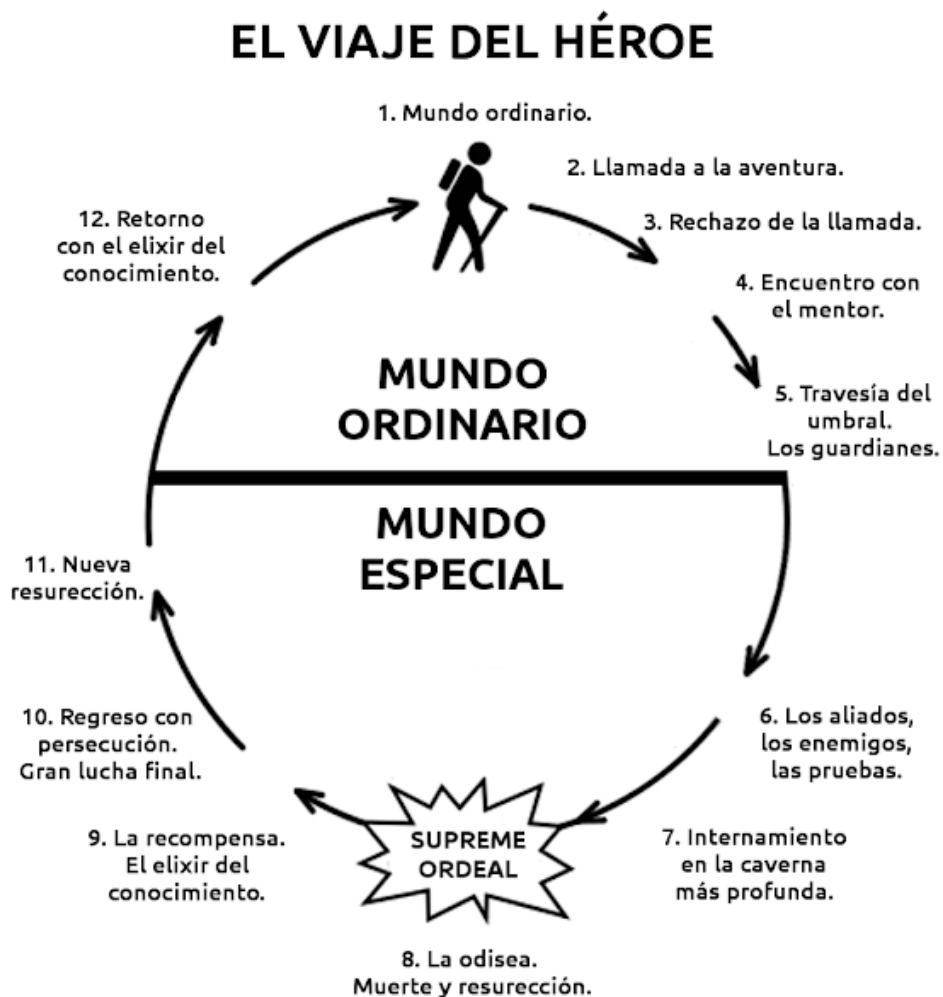 EL VIAJE DEL HÉROE
1. Mundo ordinario.
2. Llamada a la aventura.
3. Rechazo de la llamada.
4. Encuentro con
el mentor.
5. Travesía del
umbral.
Los guardianes.
MUNDO
ORDINARIO
MUNDO
ESPECIAL
6. Los aliados,
los enemigos,
las pruebas.
7. Internamiento
en la caverna
más profunda.
SUPREME
ORDEAL
8. La odisea.
Muerte y resurección.
9. La recompensa.
El elixir del
conocimiento.
10. Regreso con
persecución.
Gran lucha final.
11. Nueva
resurección.
12. Retorno
con el elixir del
conocimiento.